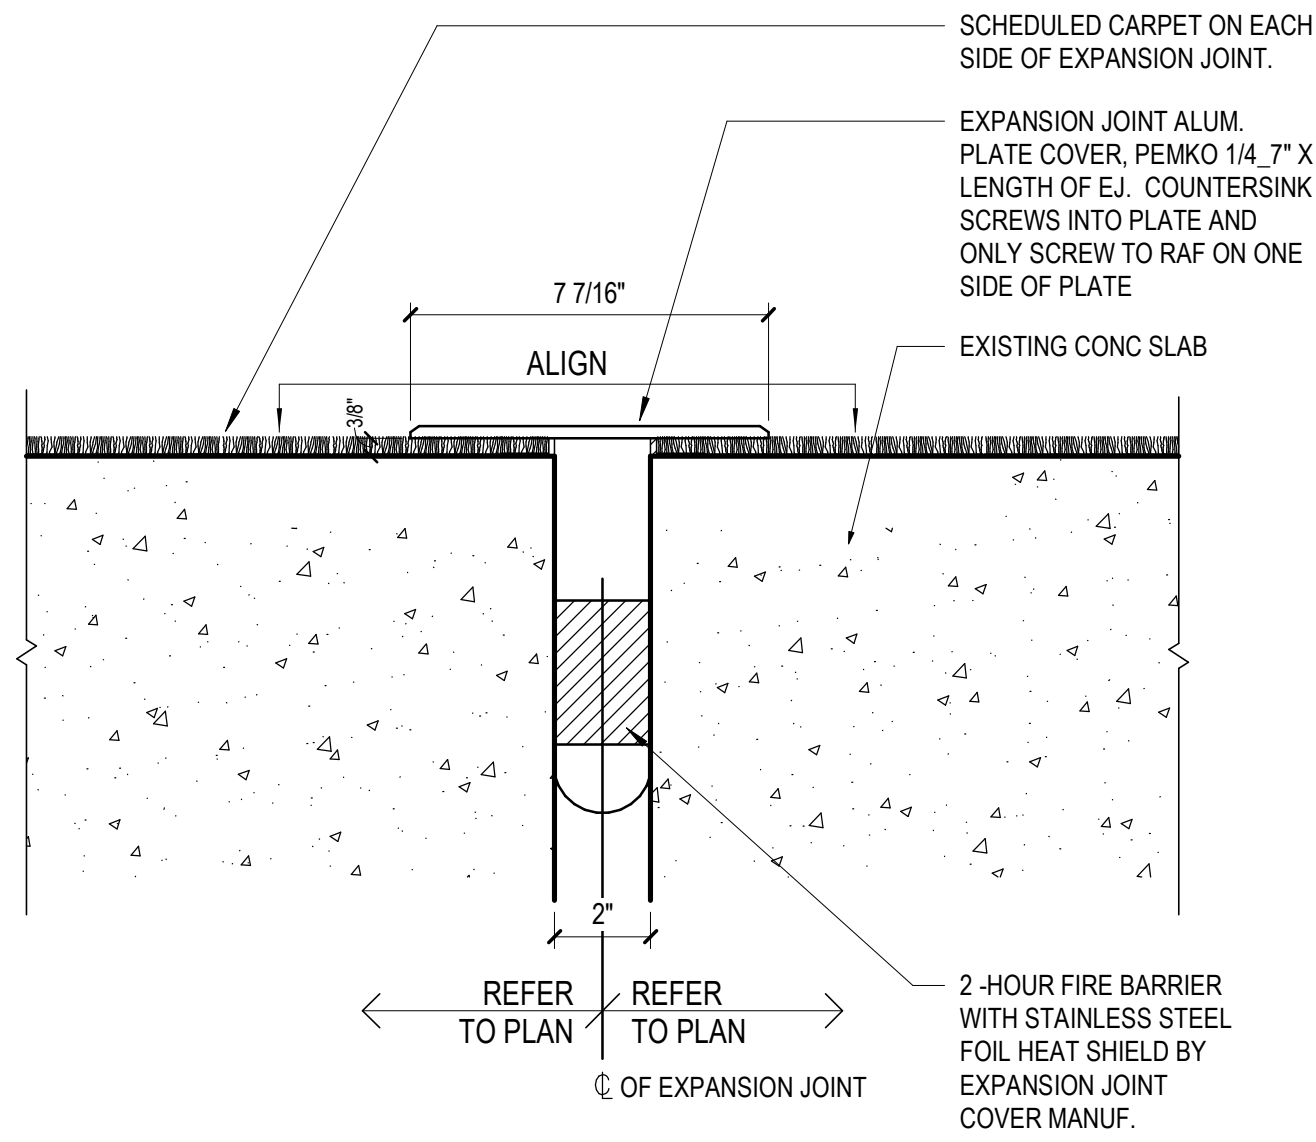 SCHEDULED CARPET ON EACH
SIDE OF EXPANSION JOINT.
EXPANSION JOINT ALUM.
PLATE COVER, PEMKO 1/4_7" X
LENGTH OF EJ. COUNTERSINK
SCREWS INTO PLATE AND
ONLY SCREW TO RAF ON ONE
SIDE OF PLATE
7 7/16"
EXISTING CONC SLAB
ALIGN
3/8"
2"
REFER
TO PLAN
REFER
TO PLAN
℄ OF EXPANSION JOINT
2 -HOUR FIRE BARRIER
WITH STAINLESS STEEL
FOIL HEAT SHIELD BY
EXPANSION JOINT
COVER MANUF.